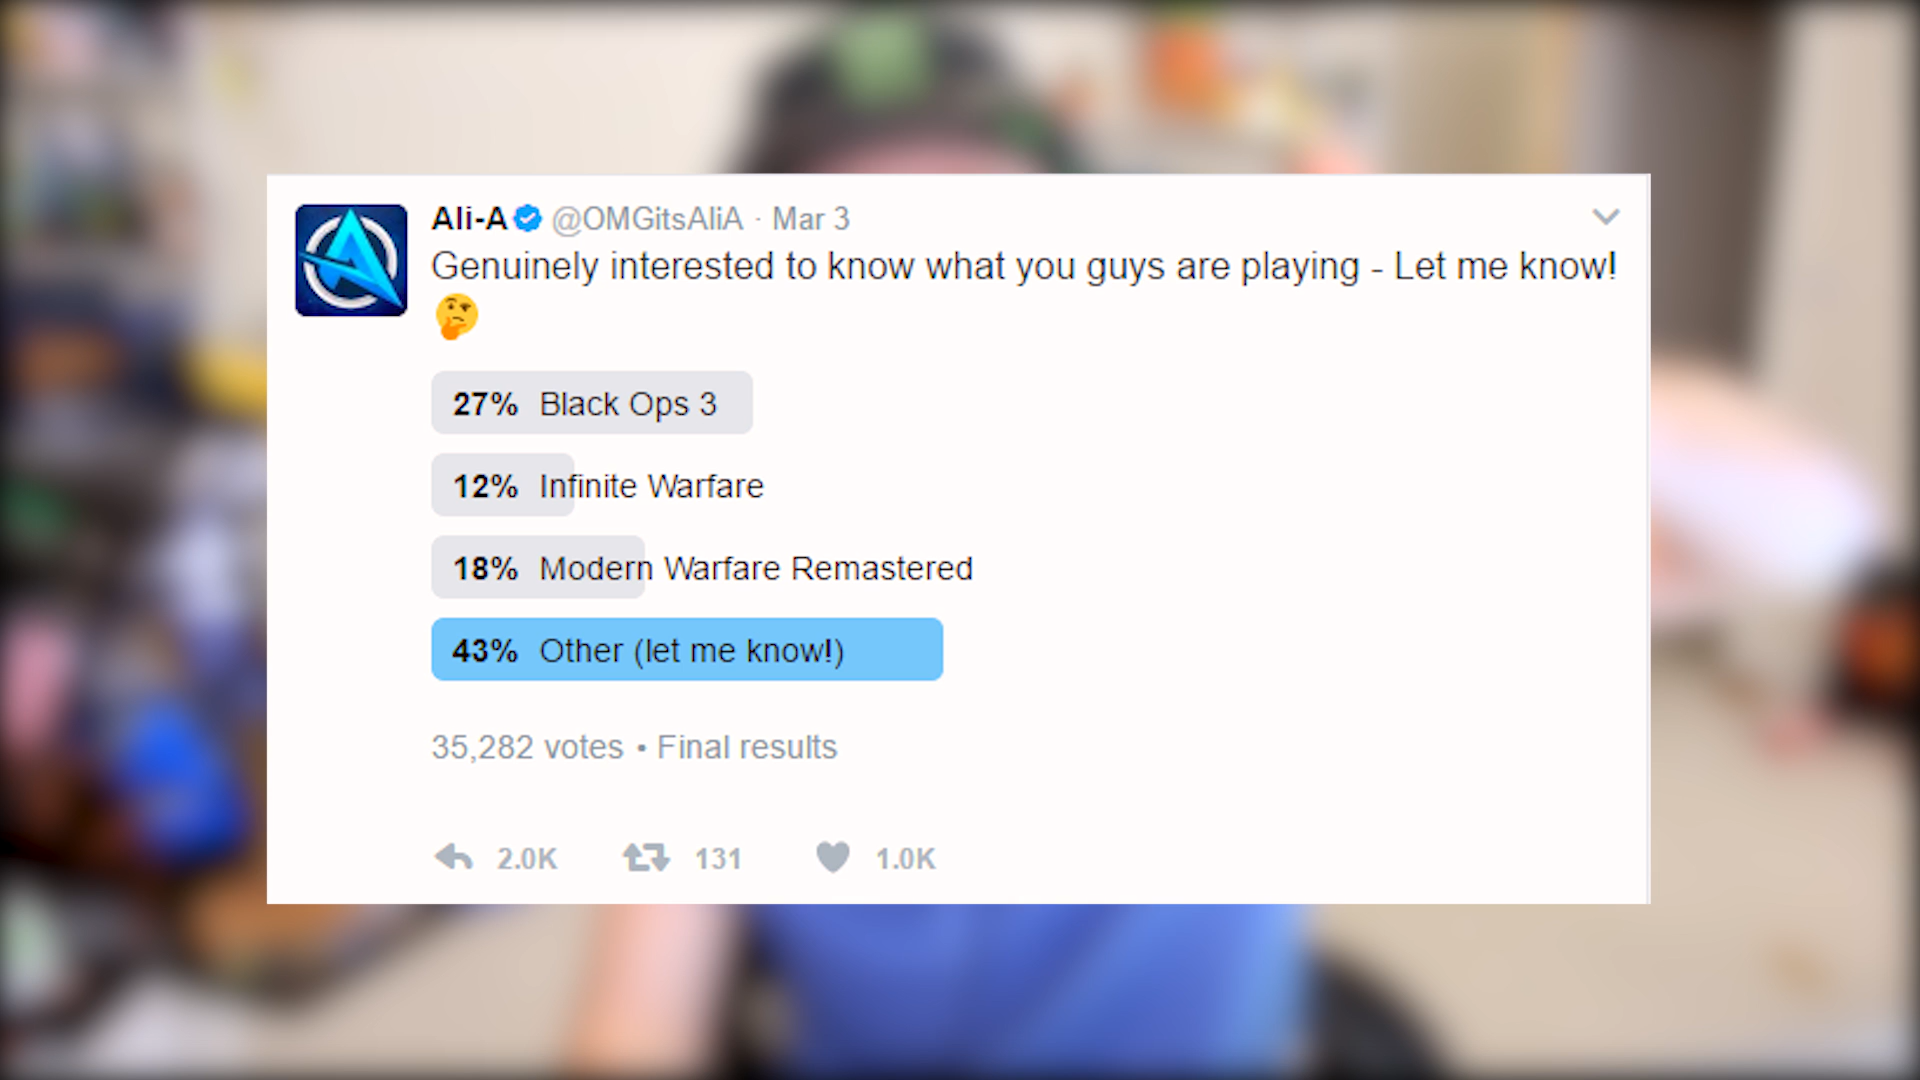 Ali-A @OMGitsAliA · Mar 3
Genuinely interested to know what you guys are playing - Let me know!
🤔
27% Black Ops 3
12% Infinite Warfare
18% Modern Warfare Remastered
43% Other (let me know!)
35,282 votes • Final results
2.0K 131 1.0K